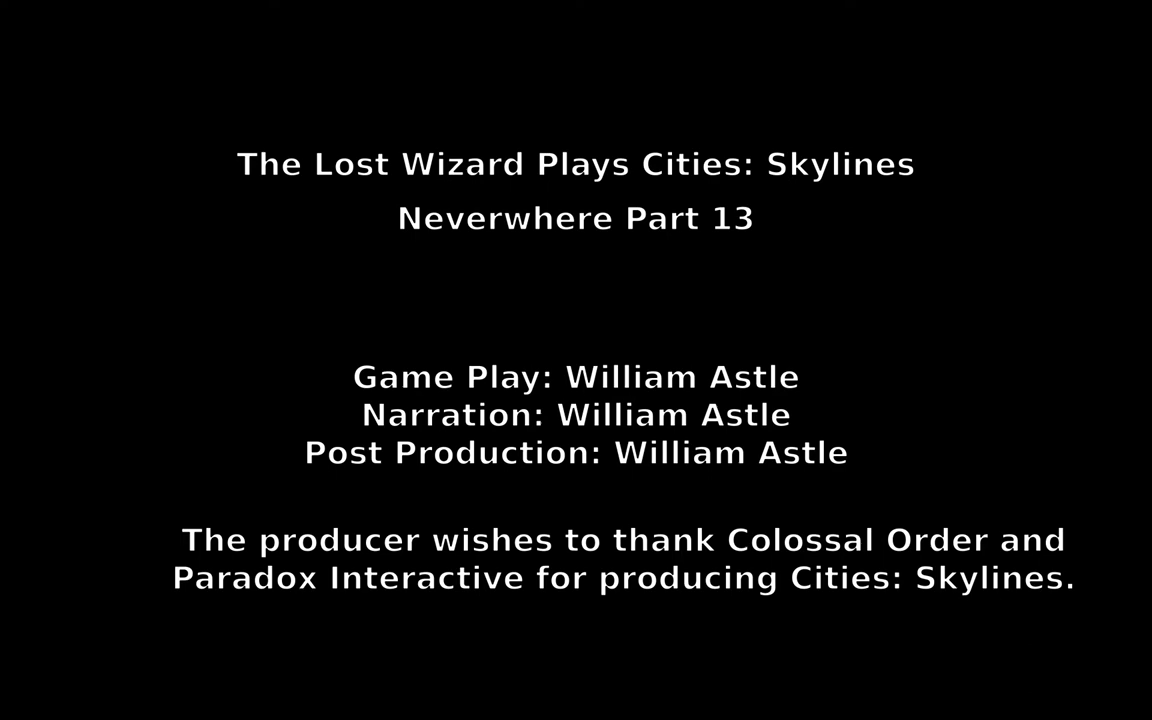 The Lost Wizard Plays Cities: Skylines
Neverwhere Part 13
Game Play: William Astle
Narration: William Astle
Post Production: William Astle
The producer wishes to thank Colossal Order and
Paradox Interactive for producing Cities: Skylines.